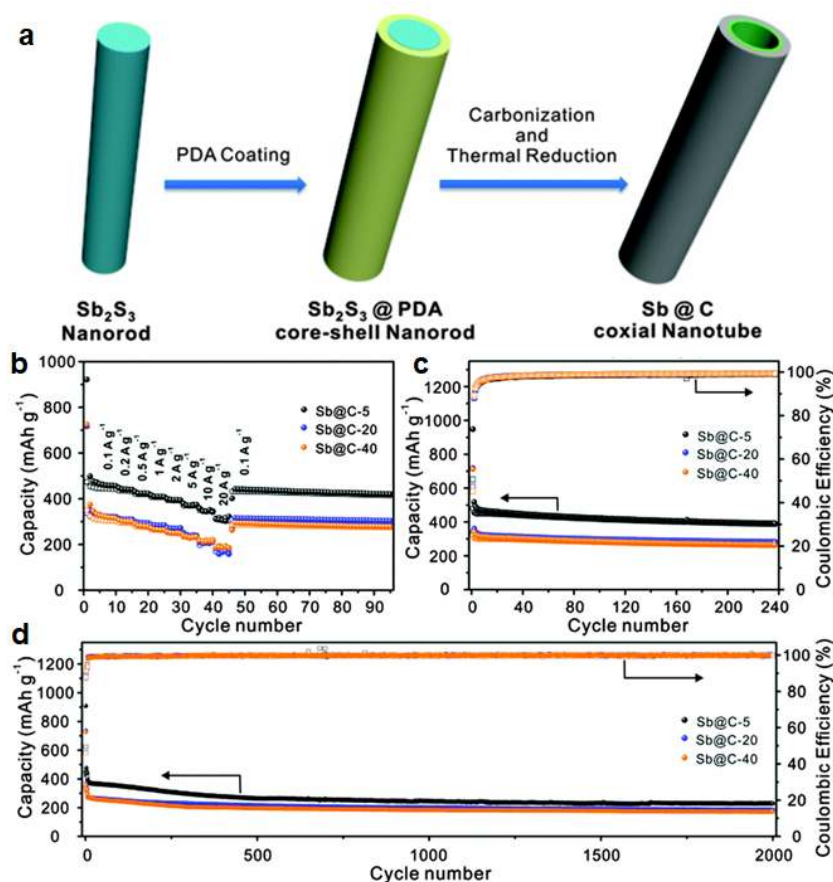 a
PDA Coating
Carbonization
and
Thermal Reduction
Sb2S3
Nanorod
Sb2S3 @ PDA
core-shell Nanorod
Sb @ C
coxial Nanotube
b
Capacity (mAh g-1)
1000
800
600
400
200
0
0.1 A g-1
0.2 A g-1
0.5 A g-1
1 A g-1
2 A g-1
5 A g-1
10 A g-1
20 A g-1
0.1 A g-1
Sb@C-5
Sb@C-20
Sb@C-40
0 10 20 30 40 50 60 70 80 90
Cycle number
c
Capacity (mAh g-1)
1200
1000
800
600
400
200
0
Sb@C-5
Sb@C-20
Sb@C-40
100
80
60
40
20
0
Coulombic Efficiency (%)
0 40 80 120 160 200 240
Cycle number
d
Capacity (mAh g-1)
1200
1000
800
600
400
200
0
Sb@C-5
Sb@C-20
Sb@C-40
100
80
60
40
20
0
Coulombic Efficiency (%)
0 500 1000 1500 2000
Cycle number